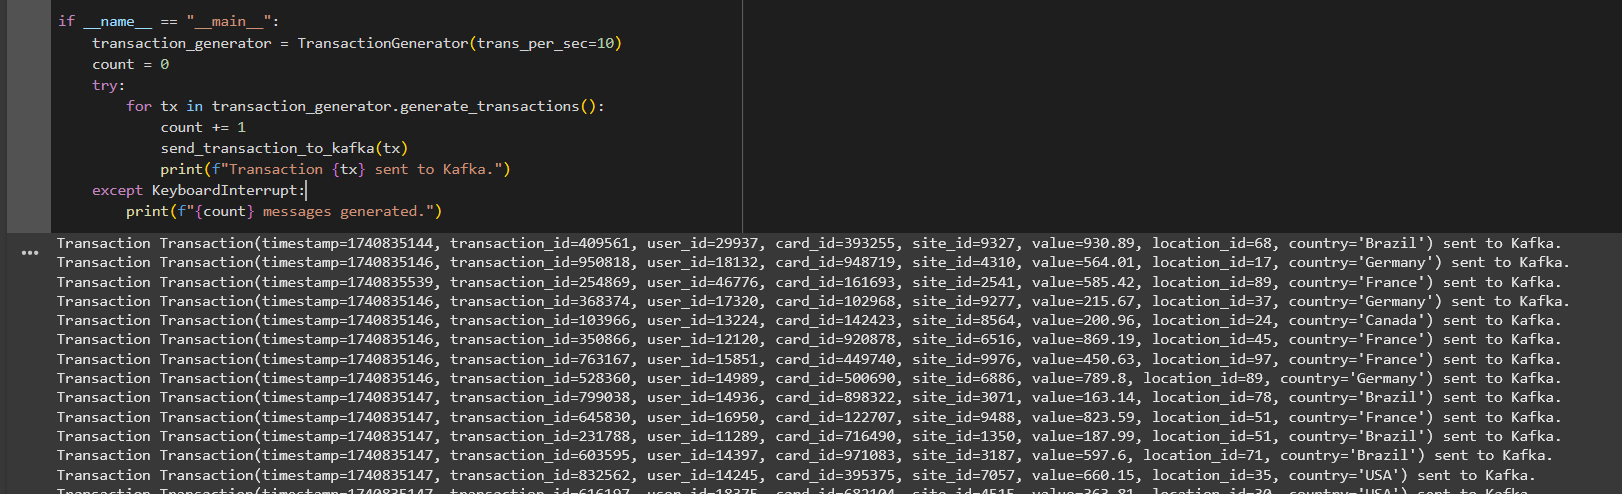 if __name__ == "__main__":
    transaction_generator = TransactionGenerator(trans_per_sec=10)
    count = 0
    try:
        for tx in transaction_generator.generate_transactions():
            count += 1
            send_transaction_to_kafka(tx)
            print(f"Transaction {tx} sent to Kafka.")
    except KeyboardInterrupt:
        print(f"{count} messages generated.")
Transaction Transaction(timestamp=1740835144, transaction_id=409561, user_id=29937, card_id=393255, site_id=9327, value=930.89, location_id=68, country='Brazil') sent to Kafka.
Transaction Transaction(timestamp=1740835146, transaction_id=950818, user_id=18132, card_id=948719, site_id=4310, value=564.01, location_id=17, country='Germany') sent to Kafka.
Transaction Transaction(timestamp=1740835539, transaction_id=254869, user_id=46776, card_id=161693, site_id=2541, value=585.42, location_id=89, country='France') sent to Kafka.
Transaction Transaction(timestamp=1740835146, transaction_id=368374, user_id=17320, card_id=102968, site_id=9277, value=215.67, location_id=37, country='Germany') sent to Kafka.
Transaction Transaction(timestamp=1740835146, transaction_id=103966, user_id=13224, card_id=142423, site_id=8564, value=200.96, location_id=24, country='Canada') sent to Kafka.
Transaction Transaction(timestamp=1740835146, transaction_id=350866, user_id=12120, card_id=920878, site_id=6516, value=869.19, location_id=45, country='France') sent to Kafka.
Transaction Transaction(timestamp=1740835146, transaction_id=763167, user_id=15851, card_id=449740, site_id=9976, value=450.63, location_id=97, country='France') sent to Kafka.
Transaction Transaction(timestamp=1740835146, transaction_id=528360, user_id=14989, card_id=500690, site_id=6886, value=789.8, location_id=89, country='Germany') sent to Kafka.
Transaction Transaction(timestamp=1740835147, transaction_id=799038, user_id=14936, card_id=898322, site_id=3071, value=163.14, location_id=78, country='Brazil') sent to Kafka.
Transaction Transaction(timestamp=1740835147, transaction_id=645830, user_id=16950, card_id=122707, site_id=9488, value=823.59, location_id=51, country='France') sent to Kafka.
Transaction Transaction(timestamp=1740835147, transaction_id=231788, user_id=11289, card_id=716490, site_id=1350, value=187.99, location_id=51, country='Brazil') sent to Kafka.
Transaction Transaction(timestamp=1740835147, transaction_id=603595, user_id=14397, card_id=971083, site_id=3187, value=597.6, location_id=71, country='Brazil') sent to Kafka.
Transaction Transaction(timestamp=1740835147, transaction_id=832562, user_id=14245, card_id=395375, site_id=7057, value=660.15, location_id=35, country='USA') sent to Kafka.
Transaction